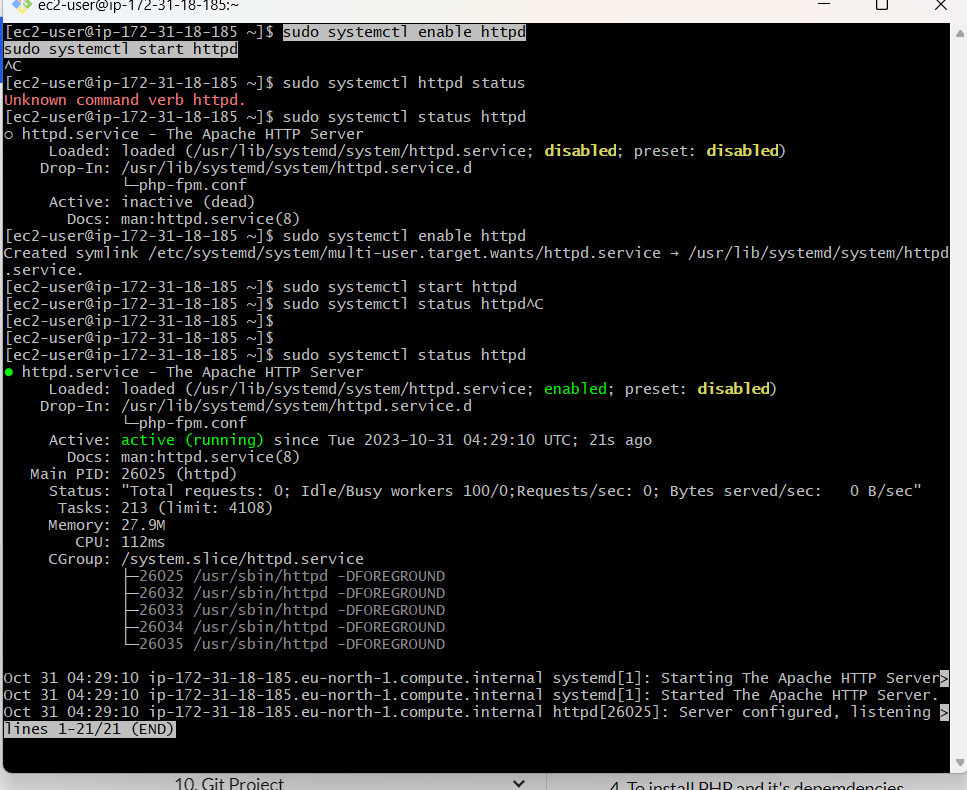 ec2-user@ip-172-31-18-185:~
[ec2-user@ip-172-31-18-185 ~]$ sudo systemctl enable httpd
sudo systemctl start httpd
^C
[ec2-user@ip-172-31-18-185 ~]$ sudo systemctl httpd status
Unknown command verb httpd.
[ec2-user@ip-172-31-18-185 ~]$ sudo systemctl status httpd
○ httpd.service - The Apache HTTP Server
     Loaded: loaded (/usr/lib/systemd/system/httpd.service; disabled; preset: disabled)
    Drop-In: /usr/lib/systemd/system/httpd.service.d
             └─php-fpm.conf
     Active: inactive (dead)
       Docs: man:httpd.service(8)
[ec2-user@ip-172-31-18-185 ~]$ sudo systemctl enable httpd
Created symlink /etc/systemd/system/multi-user.target.wants/httpd.service → /usr/lib/systemd/system/httpd
.service.
[ec2-user@ip-172-31-18-185 ~]$ sudo systemctl start httpd
[ec2-user@ip-172-31-18-185 ~]$ sudo systemctl status httpd^C
[ec2-user@ip-172-31-18-185 ~]$
[ec2-user@ip-172-31-18-185 ~]$
[ec2-user@ip-172-31-18-185 ~]$ sudo systemctl status httpd
● httpd.service - The Apache HTTP Server
     Loaded: loaded (/usr/lib/systemd/system/httpd.service; enabled; preset: disabled)
    Drop-In: /usr/lib/systemd/system/httpd.service.d
             └─php-fpm.conf
     Active: active (running) since Tue 2023-10-31 04:29:10 UTC; 21s ago
       Docs: man:httpd.service(8)
   Main PID: 26025 (httpd)
     Status: "Total requests: 0; Idle/Busy workers 100/0;Requests/sec: 0; Bytes served/sec:   0 B/sec"
      Tasks: 213 (limit: 4108)
     Memory: 27.9M
        CPU: 112ms
     CGroup: /system.slice/httpd.service
             ├─26025 /usr/sbin/httpd -DFOREGROUND
             ├─26032 /usr/sbin/httpd -DFOREGROUND
             ├─26033 /usr/sbin/httpd -DFOREGROUND
             ├─26034 /usr/sbin/httpd -DFOREGROUND
             └─26035 /usr/sbin/httpd -DFOREGROUND
Oct 31 04:29:10 ip-172-31-18-185.eu-north-1.compute.internal systemd[1]: Starting The Apache HTTP Server>
Oct 31 04:29:10 ip-172-31-18-185.eu-north-1.compute.internal systemd[1]: Started The Apache HTTP Server.
Oct 31 04:29:10 ip-172-31-18-185.eu-north-1.compute.internal httpd[26025]: Server configured, listening >
lines 1-21/21 (END)
10. Git Project
4. To install PHP and it's depemdencies